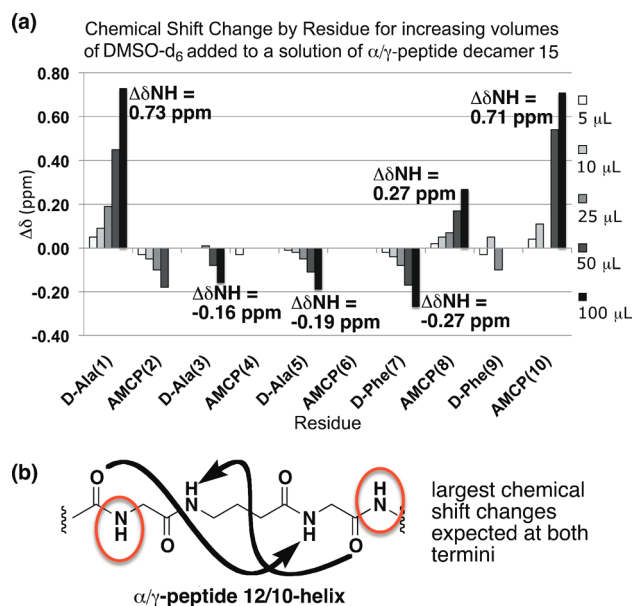 (a)
Chemical Shift Change by Residue for increasing volumes
of DMSO-d6 added to a solution of α/γ-peptide decamer 15
0.80
0.60
0.40
0.20
0.00
-0.20
-0.40
Δδ (ppm)
ΔδNH =
0.73 ppm
ΔδNH =
-0.16 ppm
ΔδNH =
-0.19 ppm
ΔδNH =
0.27 ppm
ΔδNH =
-0.27 ppm
ΔδNH =
0.71 ppm
5 μL
10 μL
25 μL
50 μL
100 μL
D-Ala(1)
AMCP(2)
D-Ala(3)
AMCP(4)
D-Ala(5)
AMCP(6)
D-Phe(7)
AMCP(8)
D-Phe(9)
AMCP(10)
Residue
(b)
O
N
H
O
H
N
O
N
H
O
H
N
largest chemical
shift changes
expected at both
termini
α/γ-peptide 12/10-helix